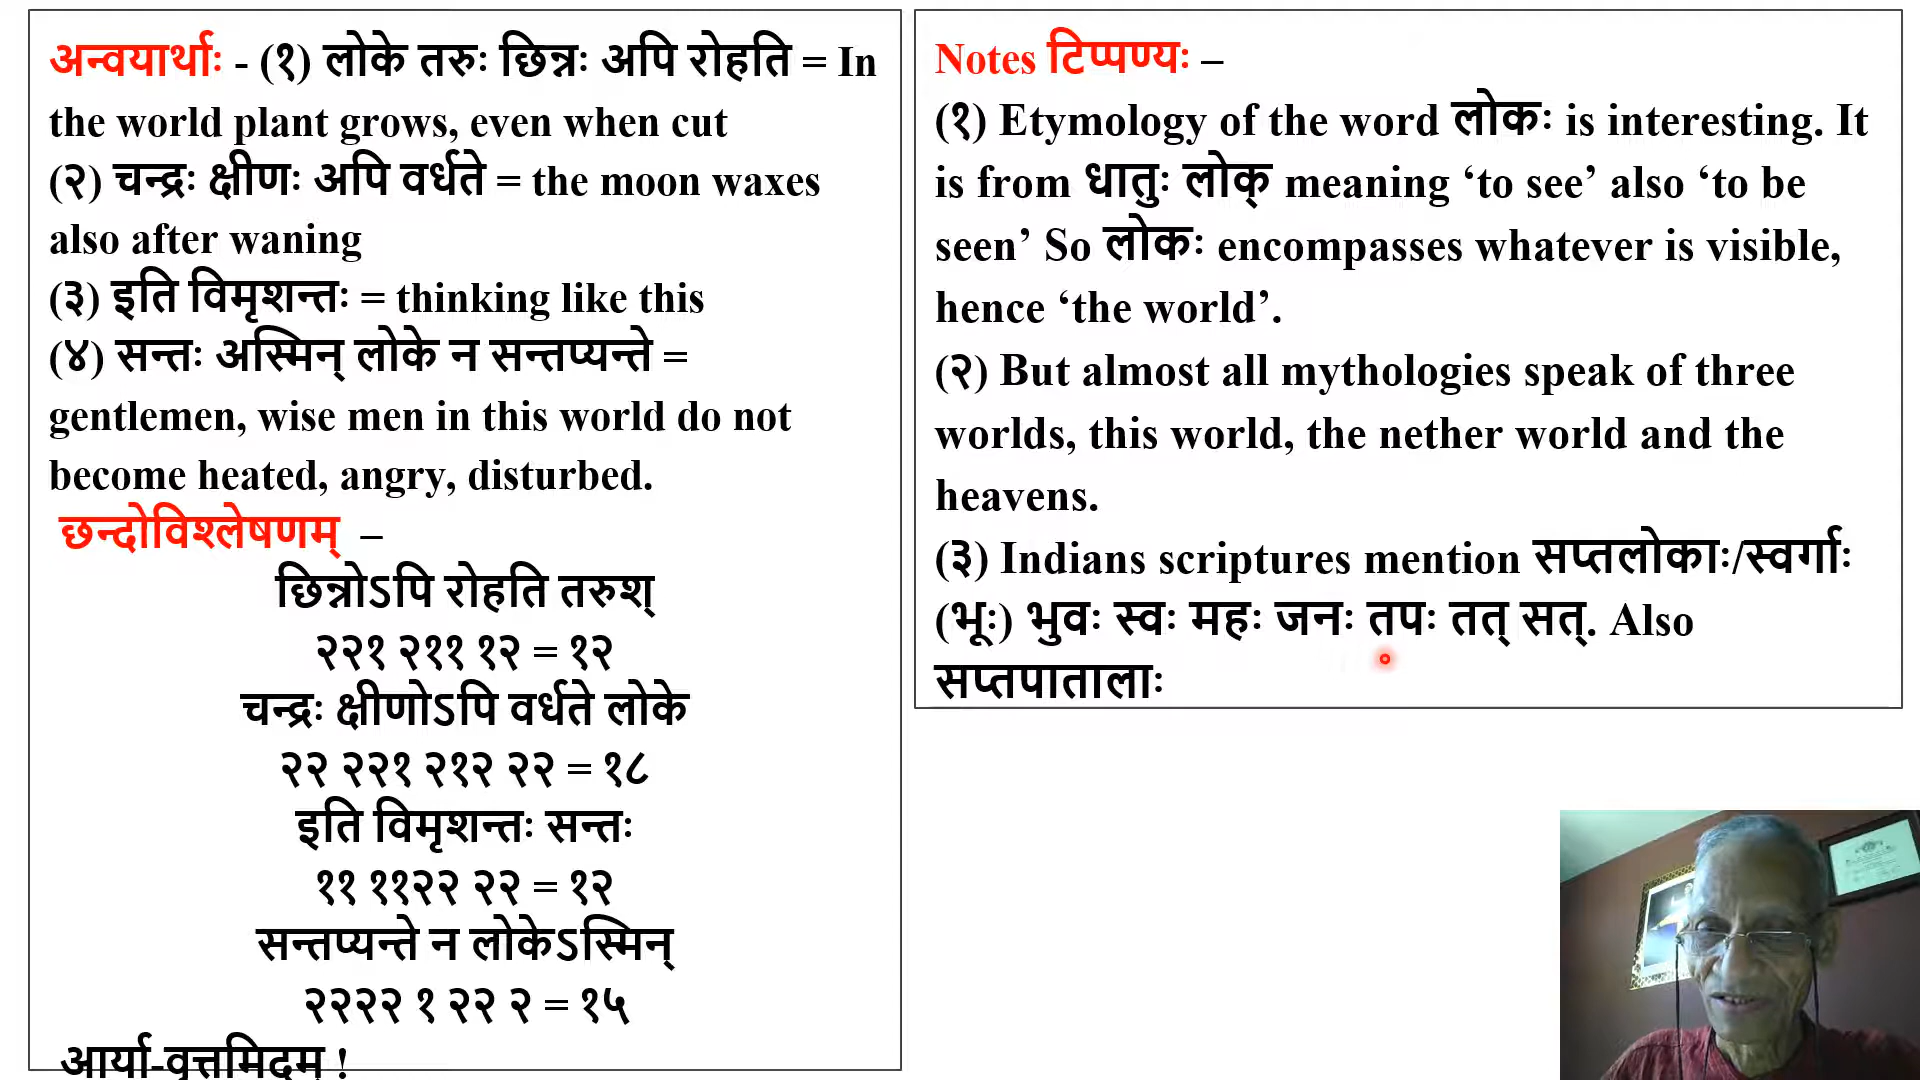 अन्वयार्थाः - (१) लोके तरुः छिन्नः अपि रोहति = In
the world plant grows, even when cut
(२) चन्द्रः क्षीणः अपि वर्धते = the moon waxes
also after waning
(३) इति विमृशन्तः = thinking like this
(४) सन्तः अस्मिन् लोके न सन्तप्यन्ते =
gentlemen, wise men in this world do not
become heated, angry, disturbed.
छन्दोविश्लेषणम् –
छिन्नोऽपि रोहति तरुश्
२२१ २११ १२ = १२
चन्द्रः क्षीणोऽपि वर्धते लोके
२२ २२१ २१२ २२ = १८
इति विमृशन्तः सन्तः
११ ११२२ २२ = १२
सन्तप्यन्ते न लोकेऽस्मिन्
२२२२ १ २२ २ = १५
आर्या-वृत्तमिदम् !
Notes टिप्पण्यः –
(१) Etymology of the word लोकः is interesting. It
is from धातुः लोक् meaning ‘to see’ also ‘to be
seen’ So लोकः encompasses whatever is visible,
hence ‘the world’.
(२) But almost all mythologies speak of three
worlds, this world, the nether world and the
heavens.
(३) Indians scriptures mention सप्तलोकाः/स्वर्गाः
(भूः) भुवः स्वः महः जनः तपः तत् सत्. Also
सप्तपातालाः